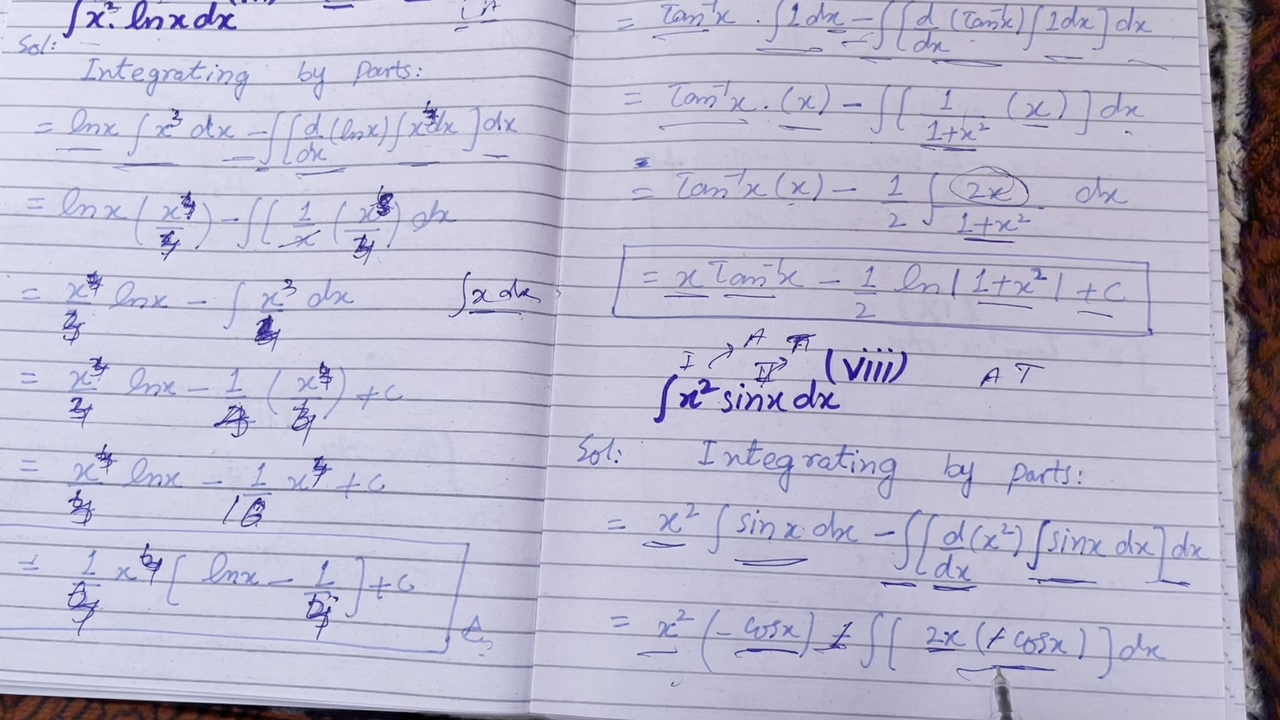 ∫x³ lnx dx
Sol:
Integrating by parts:
= lnx ∫ x³ dx - ∫[d/dx (lnx) ∫x³dx] dx
= lnx (x⁴/4) - ∫[1/x (x⁴/4) dx
= x⁴/4 lnx - ∫ x³/4 dx
∫x dx
= x⁴/4 lnx - 1/4 (x⁴/4) + c
= x⁴/4 lnx - 1/16 x⁴ + c
= 1/4 x⁴ [lnx - 1/4] + c
= Tan⁻¹x . ∫1 dx - ∫[d/dx (Tan⁻¹x) ∫1dx] dx
= Tan⁻¹x . (x) - ∫[1/1+x² (x)] dx
= Tan⁻¹x (x) - 1/2 ∫ 2x/1+x² dx
= x Tan⁻¹x - 1/2 ln|1+x²| + c
I A II (viii) A T
∫x² sinx dx
Sol: Integrating by parts:
= x² ∫ sinx dx - ∫[d/dx (x²) ∫sinx dx] dx
= x² (-cosx) + ∫[2x (+cosx)] dx